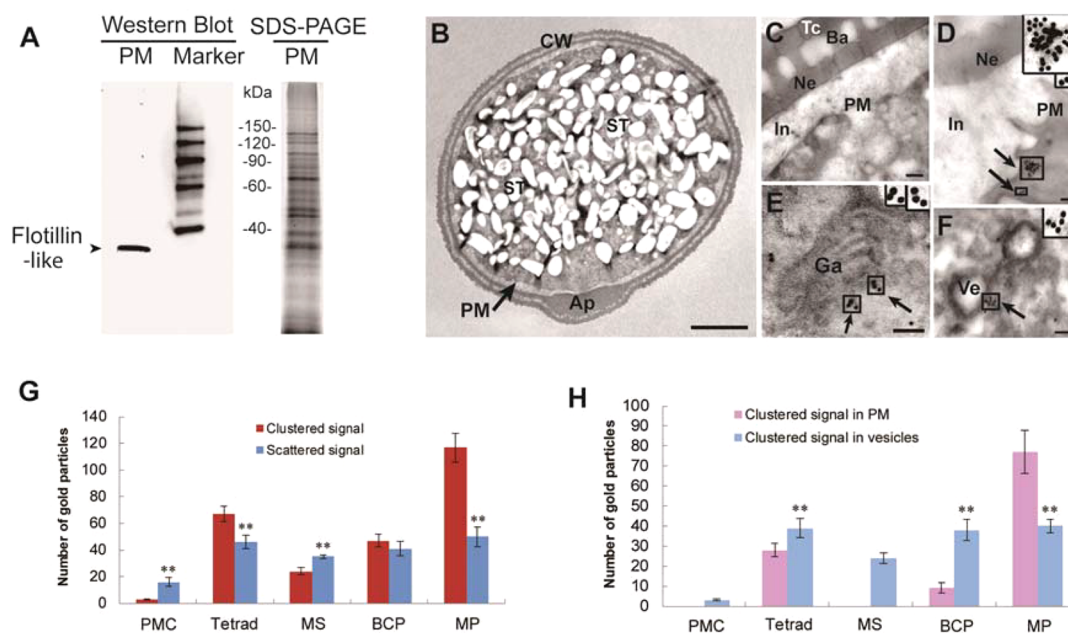 A
Western Blot
SDS-PAGE
PM Marker
PM
kDa
-150-
-120-
-90-
-60-
-40-
Flotillin
-like
B
CW
ST
ST
PM
Ap
C
Tc
Ba
Ne
PM
In
D
Ne
PM
In
E
Ga
F
Ve
G
Number of gold particles
140
120
100
80
60
40
20
0
Clustered signal
Scattered signal
**
**
**
**
PMC Tetrad MS BCP MP
H
Number of gold particles
100
90
80
70
60
50
40
30
20
10
0
Clustered signal in PM
Clustered signal in vesicles
**
**
**
PMC Tetrad MS BCP MP